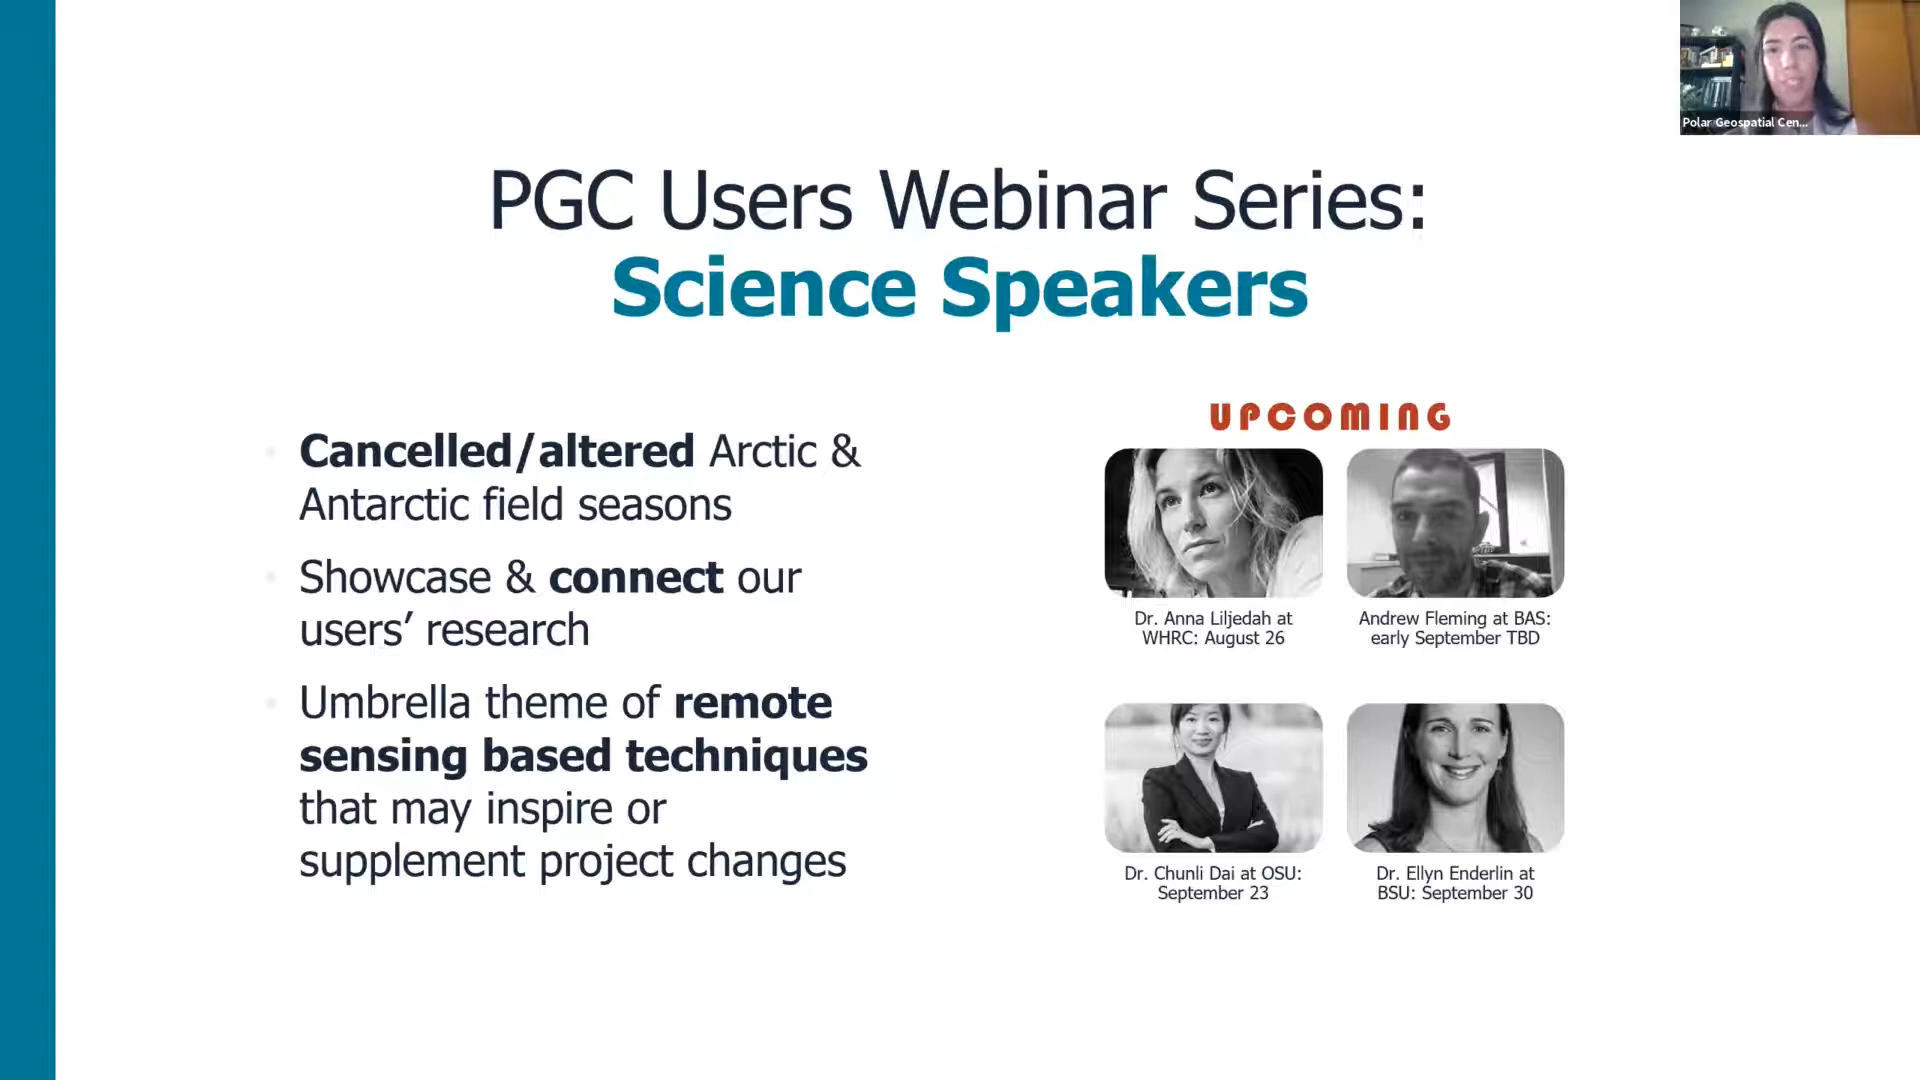 Polar Geospatial Cen...
PGC Users Webinar Series:
Science Speakers
Cancelled/altered Arctic &
Antarctic field seasons
Showcase & connect our
users’ research
Umbrella theme of remote
sensing based techniques
that may inspire or
supplement project changes
UPCOMING
Dr. Anna Liljedah at
WHRC: August 26
Andrew Fleming at BAS:
early September TBD
Dr. Chunli Dai at OSU:
September 23
Dr. Ellyn Enderlin at
BSU: September 30